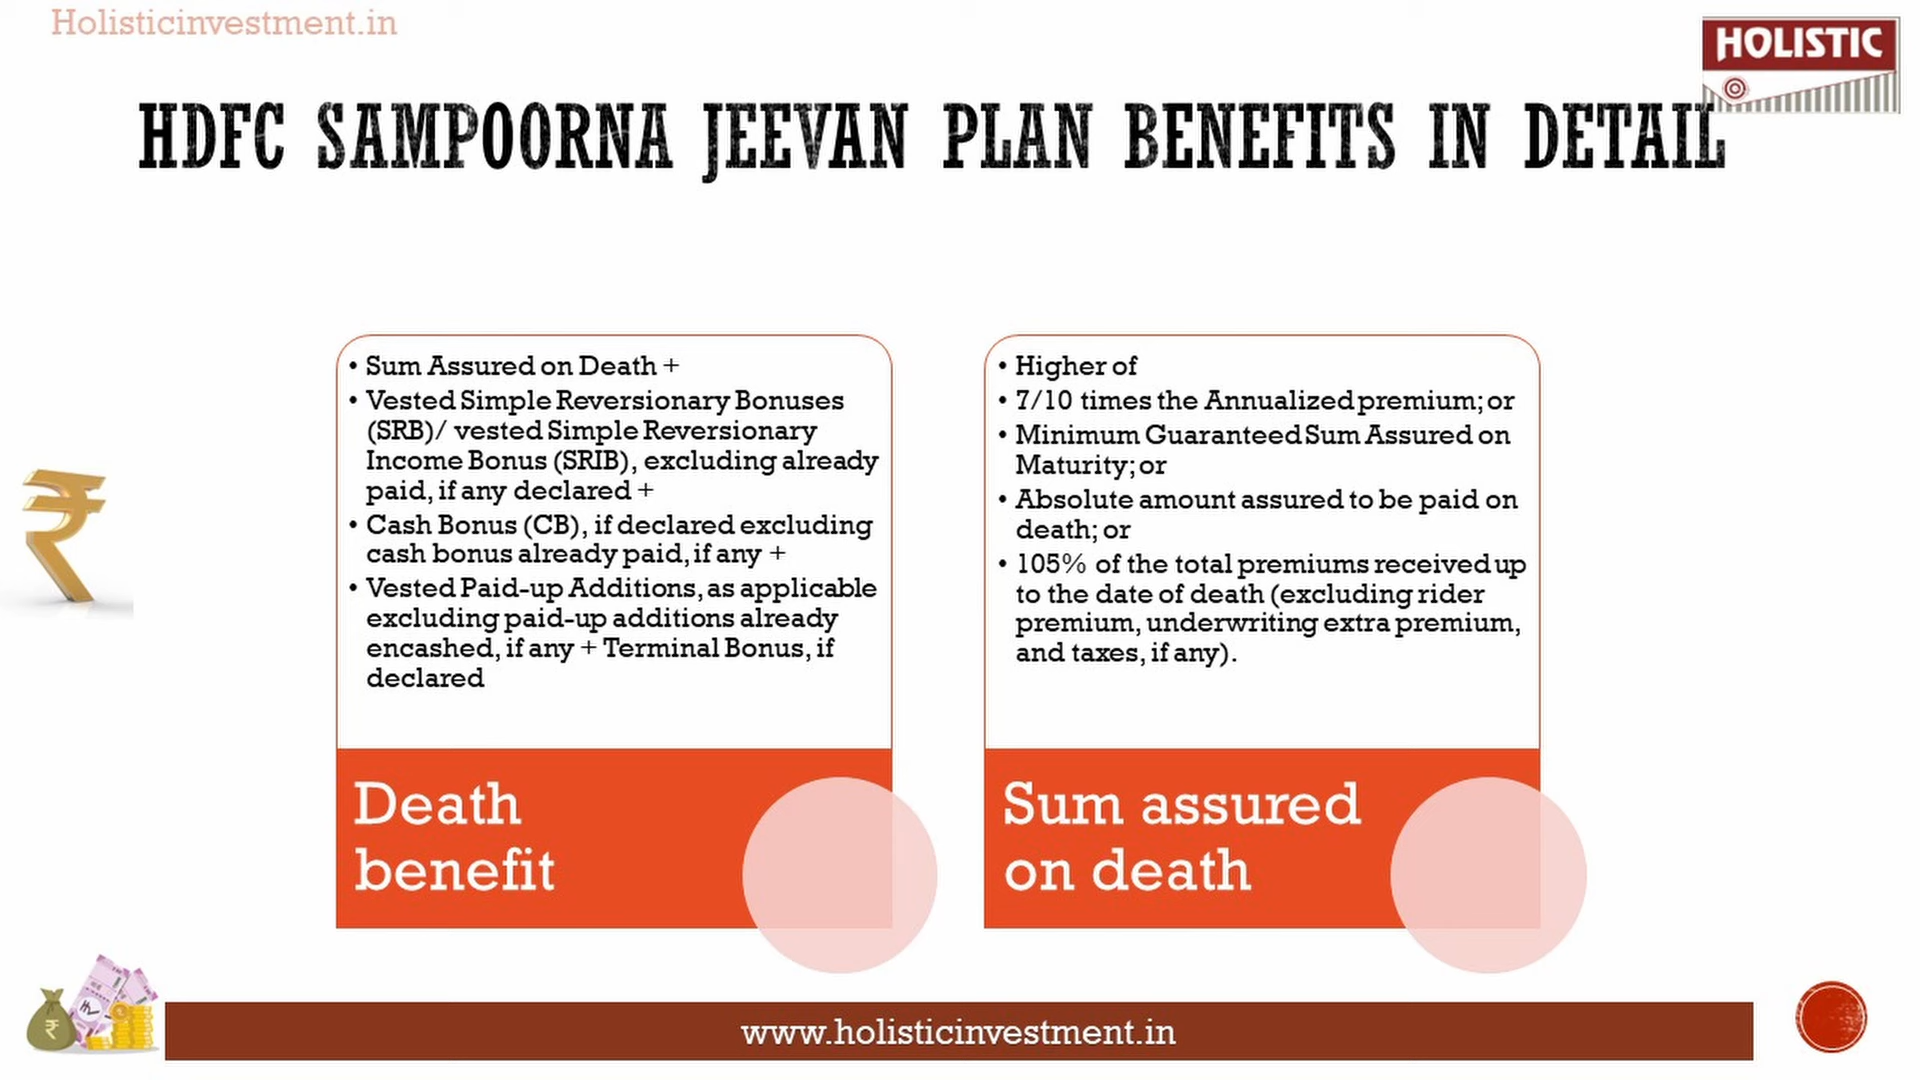 Holisticinvestment.in
HOLISTIC
HDFC SAMPOORNA JEEVAN PLAN BENEFITS IN DETAIL
• Sum Assured on Death +
• Vested Simple Reversionary Bonuses
(SRB)/ vested Simple Reversionary
Income Bonus (SRIB), excluding already
paid, if any declared +
• Cash Bonus (CB), if declared excluding
cash bonus already paid, if any +
• Vested Paid-up Additions, as applicable
excluding paid-up additions already
encashed, if any + Terminal Bonus, if
declared
Death
benefit
• Higher of
• 7/10 times the Annualized premium; or
• Minimum Guaranteed Sum Assured on
Maturity; or
• Absolute amount assured to be paid on
death; or
• 105% of the total premiums received up
to the date of death (excluding rider
premium, underwriting extra premium,
and taxes, if any).
Sum assured
on death
www.holisticinvestment.in